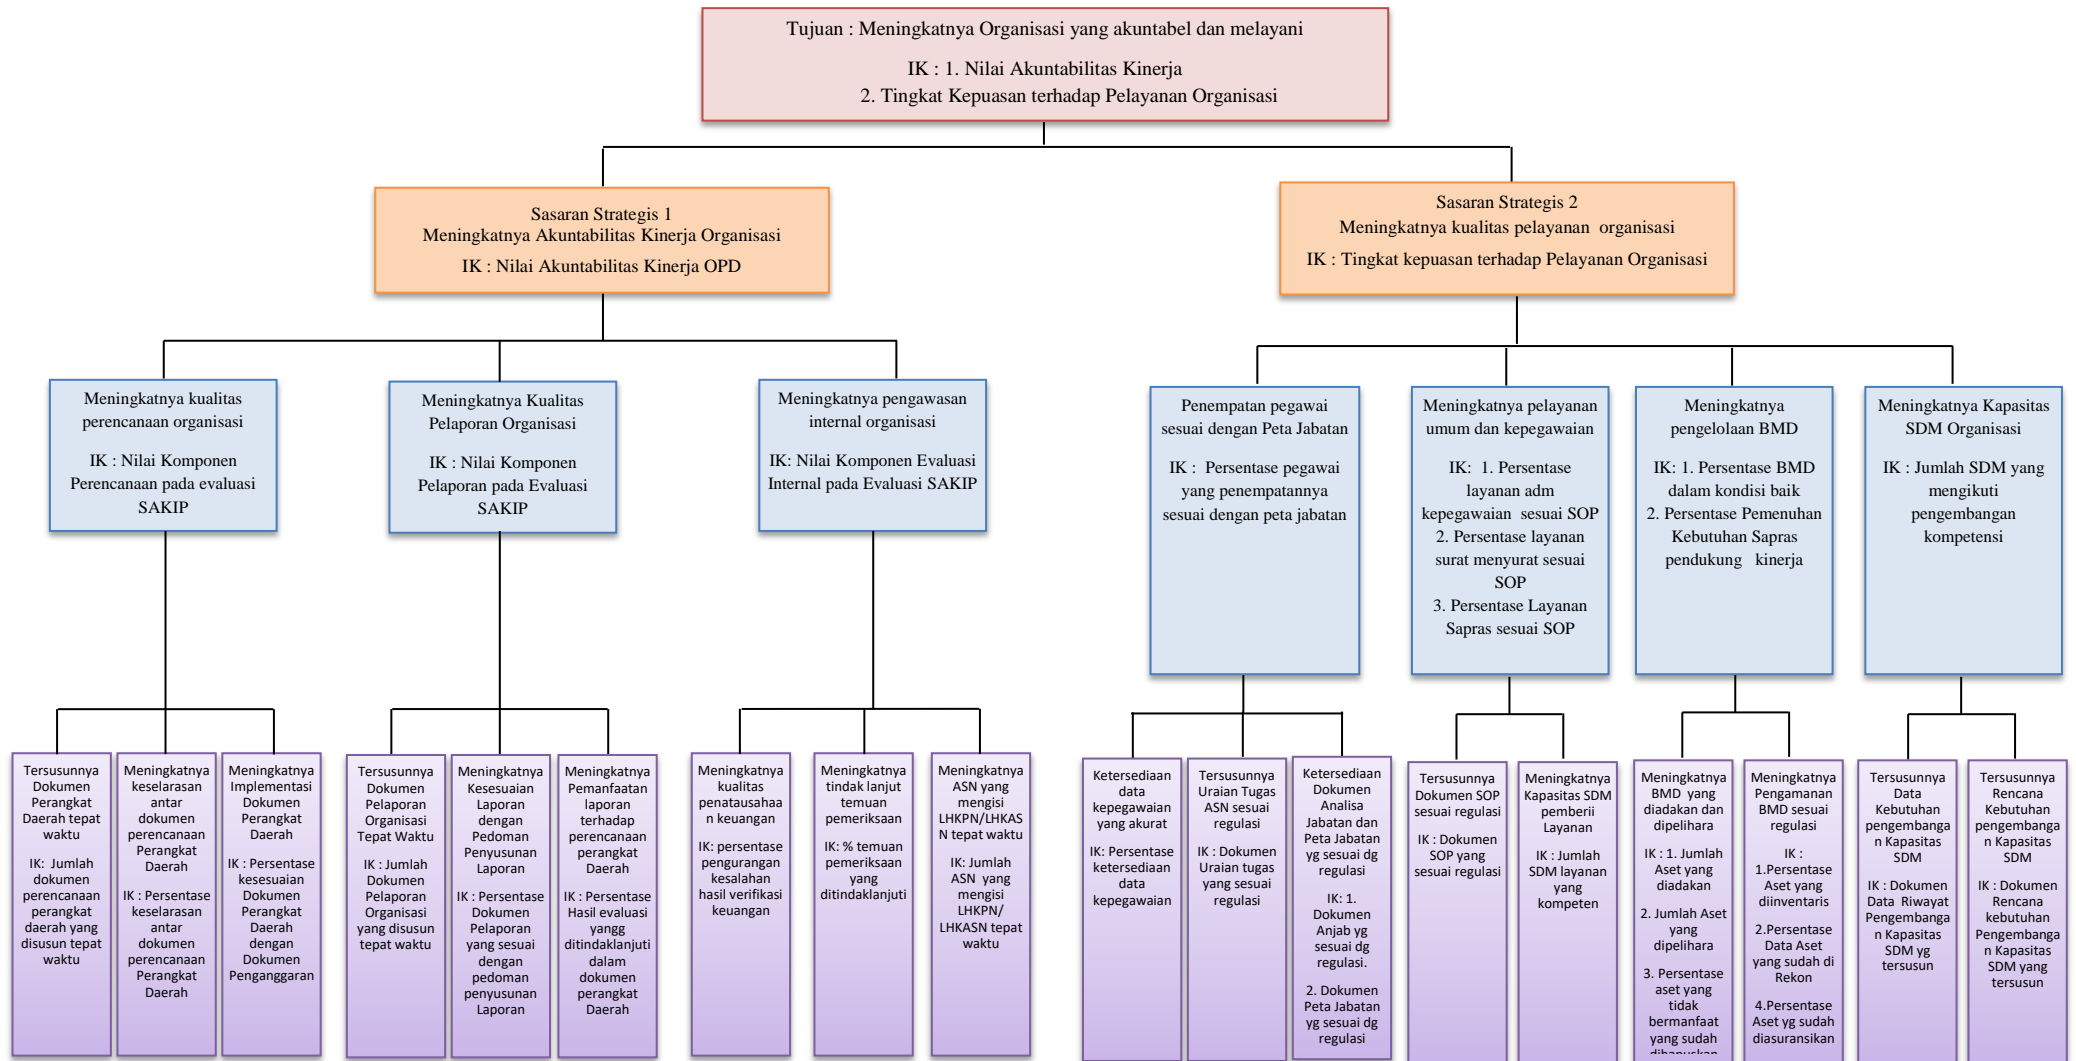 Tujuan : Meningkatnya Organisasi yang akuntabel dan melayani
IK : 1. Nilai Akuntabilitas Kinerja
2. Tingkat Kepuasan terhadap Pelayanan Organisasi
Sasaran Strategis 1
Meningkatnya Akuntabilitas Kinerja Organisasi
IK : Nilai Akuntabilitas Kinerja OPD
Sasaran Strategis 2
Meningkatnya kualitas pelayanan organisasi
IK : Tingkat kepuasan terhadap Pelayanan Organisasi
Meningkatnya kualitas
perencanaan organisasi
IK : Nilai Komponen
Perencanaan pada evaluasi
SAKIP
Meningkatnya Kualitas
Pelaporan Organisasi
IK : Nilai Komponen
Pelaporan pada Evaluasi
SAKIP
Meningkatnya pengawasan
internal organisasi
IK: Nilai Komponen Evaluasi
Internal pada Evaluasi SAKIP
Penempatan pegawai
sesuai dengan Peta Jabatan
IK : Persentase pegawai
yang penempatannya
sesuai dengan peta jabatan
Meningkatnya pelayanan
umum dan kepegawaian
IK: 1. Persentase
layanan adm
kepegawaian sesuai SOP
2. Persentase layanan
surat menyurat sesuai
SOP
3. Persentase Layanan
Sapras sesuai SOP
Meningkatnya
pengelolaan BMD
IK: 1. Persentase BMD
dalam kondisi baik
2. Persentase Pemenuhan
Kebutuhan Sapras
pendukung kinerja
Meningkatnya Kapasitas
SDM Organisasi
IK : Jumlah SDM yang
mengikuti
pengembangan
kompetensi
Tersusunnya
Dokumen
Perangkat
Daerah tepat
waktu
IK: Jumlah
dokumen
perencanaan
perangkat
daerah yang
disusun tepat
waktu
Meningkatnya
keselarasan
antar
dokumen
perencanaan
Perangkat
Daerah
IK : Persentase
keselarasan
antar
dokumen
perencanaan
Perangkat
Daerah
Meningkatnya
Implementasi
Dokumen
Perangkat
Daerah
IK : Persentase
kesesuaian
Dokumen
Perangkat
Daerah
dengan
Dokumen
Penganggaran
Tersusunnya
Dokumen
Pelaporan
Organisasi
Tepat Waktu
IK : Jumlah
Dokumen
Pelaporan
Organisasi
yang disusun
tepat waktu
Meningkatnya
Kesesuaian
Laporan
dengan
Pedoman
Penyusunan
Laporan
IK : Persentase
Dokumen
Pelaporan
yang sesuai
dengan
pedoman
penyusunan
Laporan
Meningkatnya
Pemanfaatan
laporan
terhadap
perencanaan
perangkat
Daerah
IK : Persentase
Hasil evaluasi
yangg
ditindaklanjuti
dalam
dokumen
perangkat
Daerah
Meningkatnya
kualitas
penatausahaa
n keuangan
IK: persentase
pengurangan
kesalahan
hasil verifikasi
keuangan
Meningkatnya
tindak lanjut
temuan
pemeriksaan
IK: % temuan
pemeriksaan
yang
ditindaklanjuti
Meningkatnya
ASN yang
mengisi
LHKPN/LHKAS
N tepat waktu
IK: Jumlah
ASN yang
mengisi
LHKPN/
LHKASN tepat
waktu
Ketersediaan
data
kepegawaian
yang akurat
IK: Persentase
ketersediaan
data
kepegawaian
Tersusunnya
Uraian Tugas
ASN sesuai
regulasi
IK : Dokumen
Uraian tugas
yang sesuai
regulasi
Ketersediaan
Dokumen
Analisa
Jabatan dan
Peta Jabatan
yg sesuai dg
regulasi
IK: 1.
Dokumen
Anjab yg
sesuai dg
regulasi.
2. Dokumen
Peta Jabatan
yg sesuai dg
regulasi
Tersusunnya
Dokumen SOP
sesuai regulasi
IK : Dokumen
SOP yang
sesuai regulasi
Meningkatnya
Kapasitas SDM
pemberii
Layanan
IK : Jumlah
SDM layanan
yang
kompeten
Meningkatnya
BMD yang
diadakan dan
dipelihara
IK : 1. Jumlah
Aset yang
diadakan
2. Jumlah Aset
yang
dipelihara
3. Persentase
aset yang
tidak
bermanfaat
yang sudah
dihapuskan
Meningkatnya
Pengamanan
BMD sesuai
regulasi
IK :
1.Persentase
Aset yang
diinventaris
2.Persentase
Data Aset
yang sudah di
Rekon
4.Persentase
Aset yg sudah
diasuransikan
Tersusunya
Data
Kebutuhan
pengembanga
n Kapasitas
SDM
IK : Dokumen
Data Riwayat
Pengembanga
n Kapasitas
SDM yg
tersusun
Tersusunya
Rencana
Kebutuhan
pengembanga
n Kapasitas
SDM
IK : Dokumen
Rencana
kebutuhan
Pengembanga
n Kapasitas
SDM yang
tersusun